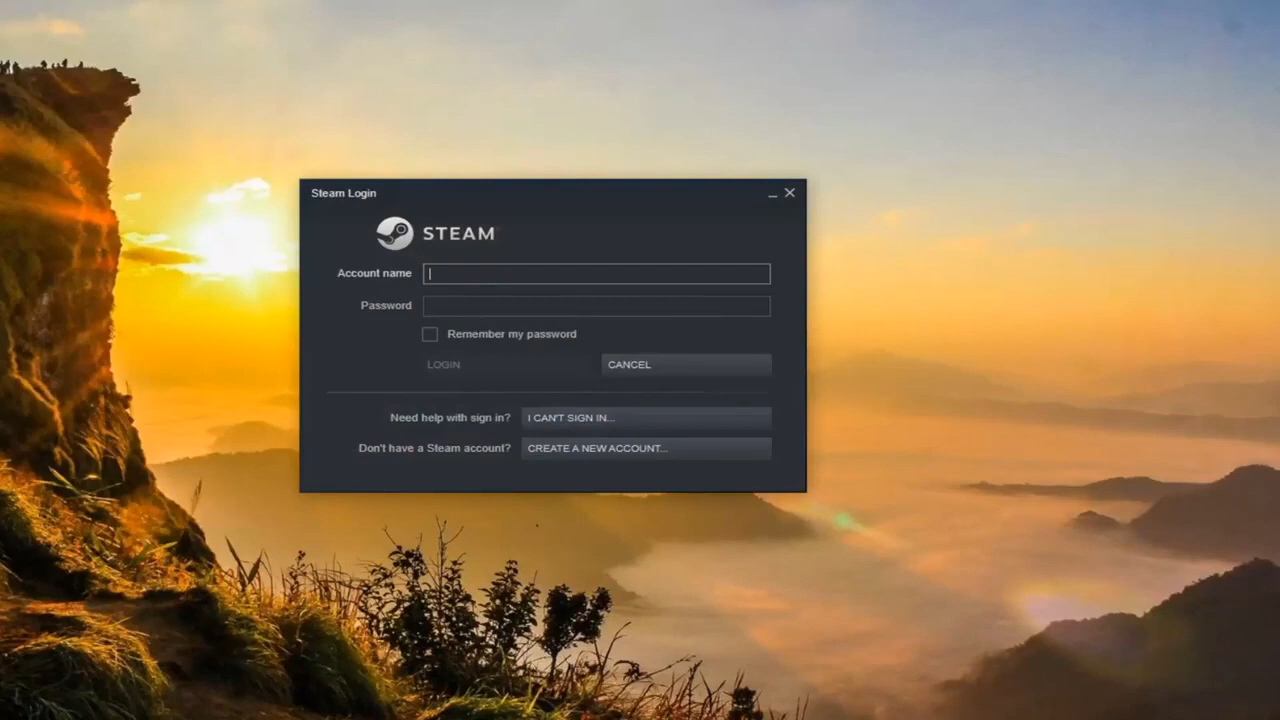 Steam Login
STEAM
Account name
Password
Remember my password
LOGIN CANCEL
Need help with sign in? I CAN'T SIGN IN...
Don't have a Steam account? CREATE A NEW ACCOUNT...